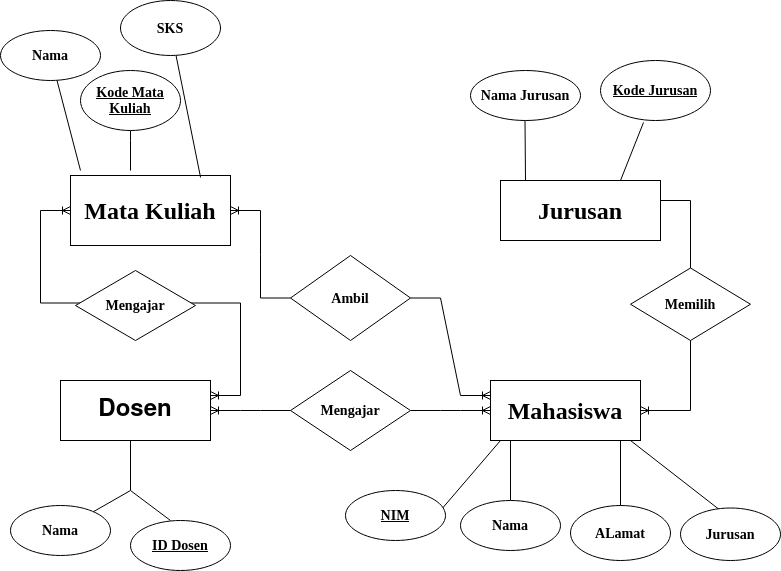 SKS
Nama
Kode Mata
Kuliah
Nama Jurusan
Kode Jurusan
Mata Kuliah
Jurusan
Mengajar
Ambil
Memilih
Dosen
Mengajar
Mahasiswa
Nama
ID Dosen
NIM
Nama
ALamat
Jurusan